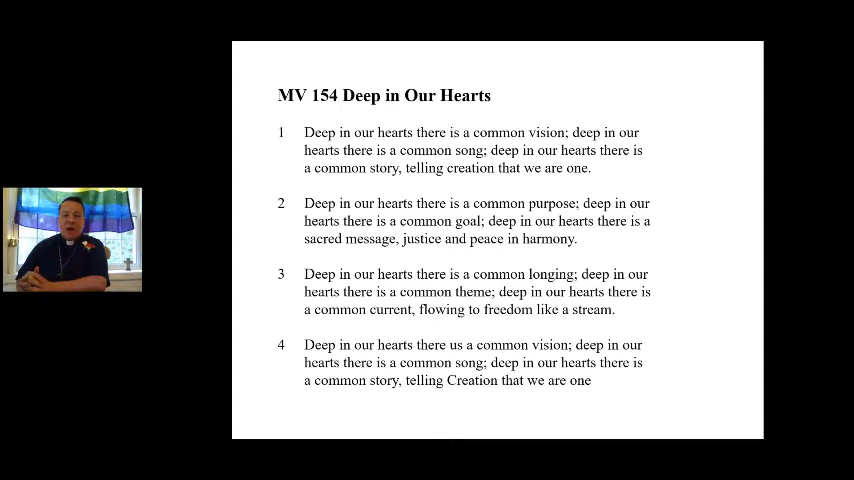 MV 154 Deep in Our Hearts
1 Deep in our hearts there is a common vision; deep in our
hearts there is a common song; deep in our hearts there is
a common story, telling creation that we are one.
2 Deep in our hearts there is a common purpose; deep in our
hearts there is a common goal; deep in our hearts there is a
sacred message, justice and peace in harmony.
3 Deep in our hearts there is a common longing; deep in our
hearts there is a common theme; deep in our hearts there is
a common current, flowing to freedom like a stream.
4 Deep in our hearts there us a common vision; deep in our
hearts there is a common song; deep in our hearts there is
a common story, telling Creation that we are one